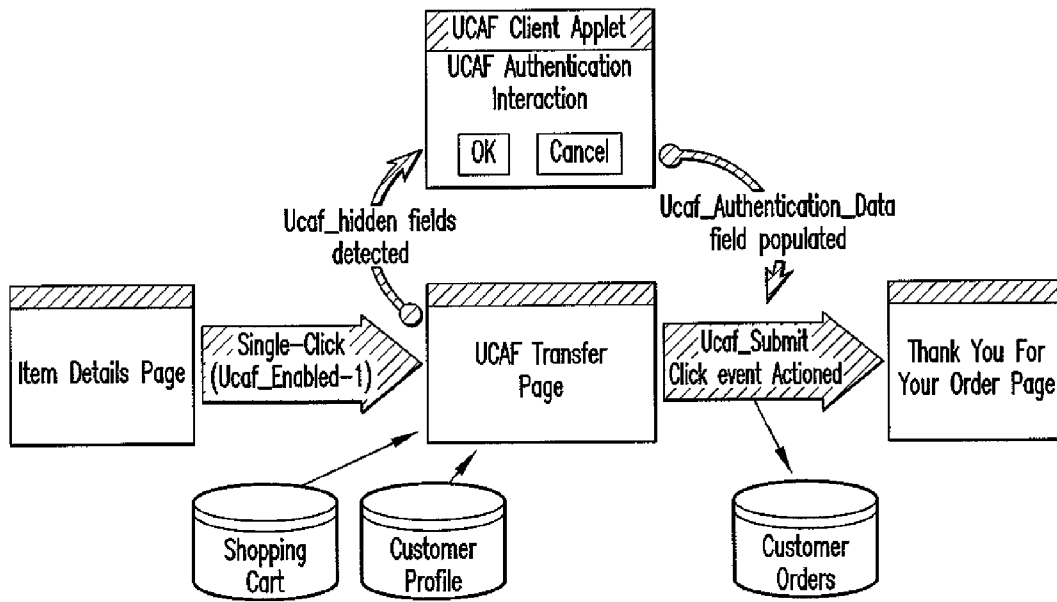 UCAF Client Applet
UCAF Authentication
Interaction
OK
Cancel
Ucaf_hidden fields
detected
Ucaf_Authentication_Data
field populated
Item Details Page
Single-Click
(Ucaf_Enabled-1)
UCAF Transfer
Page
Ucaf_Submit
Click event Actioned
Thank You For
Your Order Page
Shopping
Cart
Customer
Profile
Customer
Orders